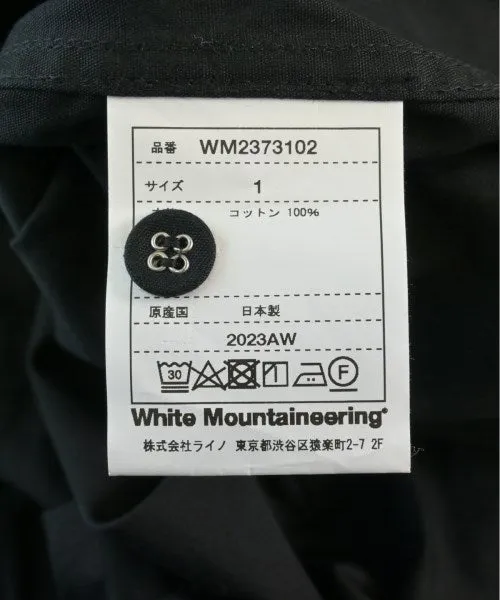 品番 WM2373102
サイズ 1
コットン 100%
原産国 日本製
2023AW
30 1 F
White Mountaineering®
株式会社ライノ 東京都渋谷区猿楽町2-7 2F